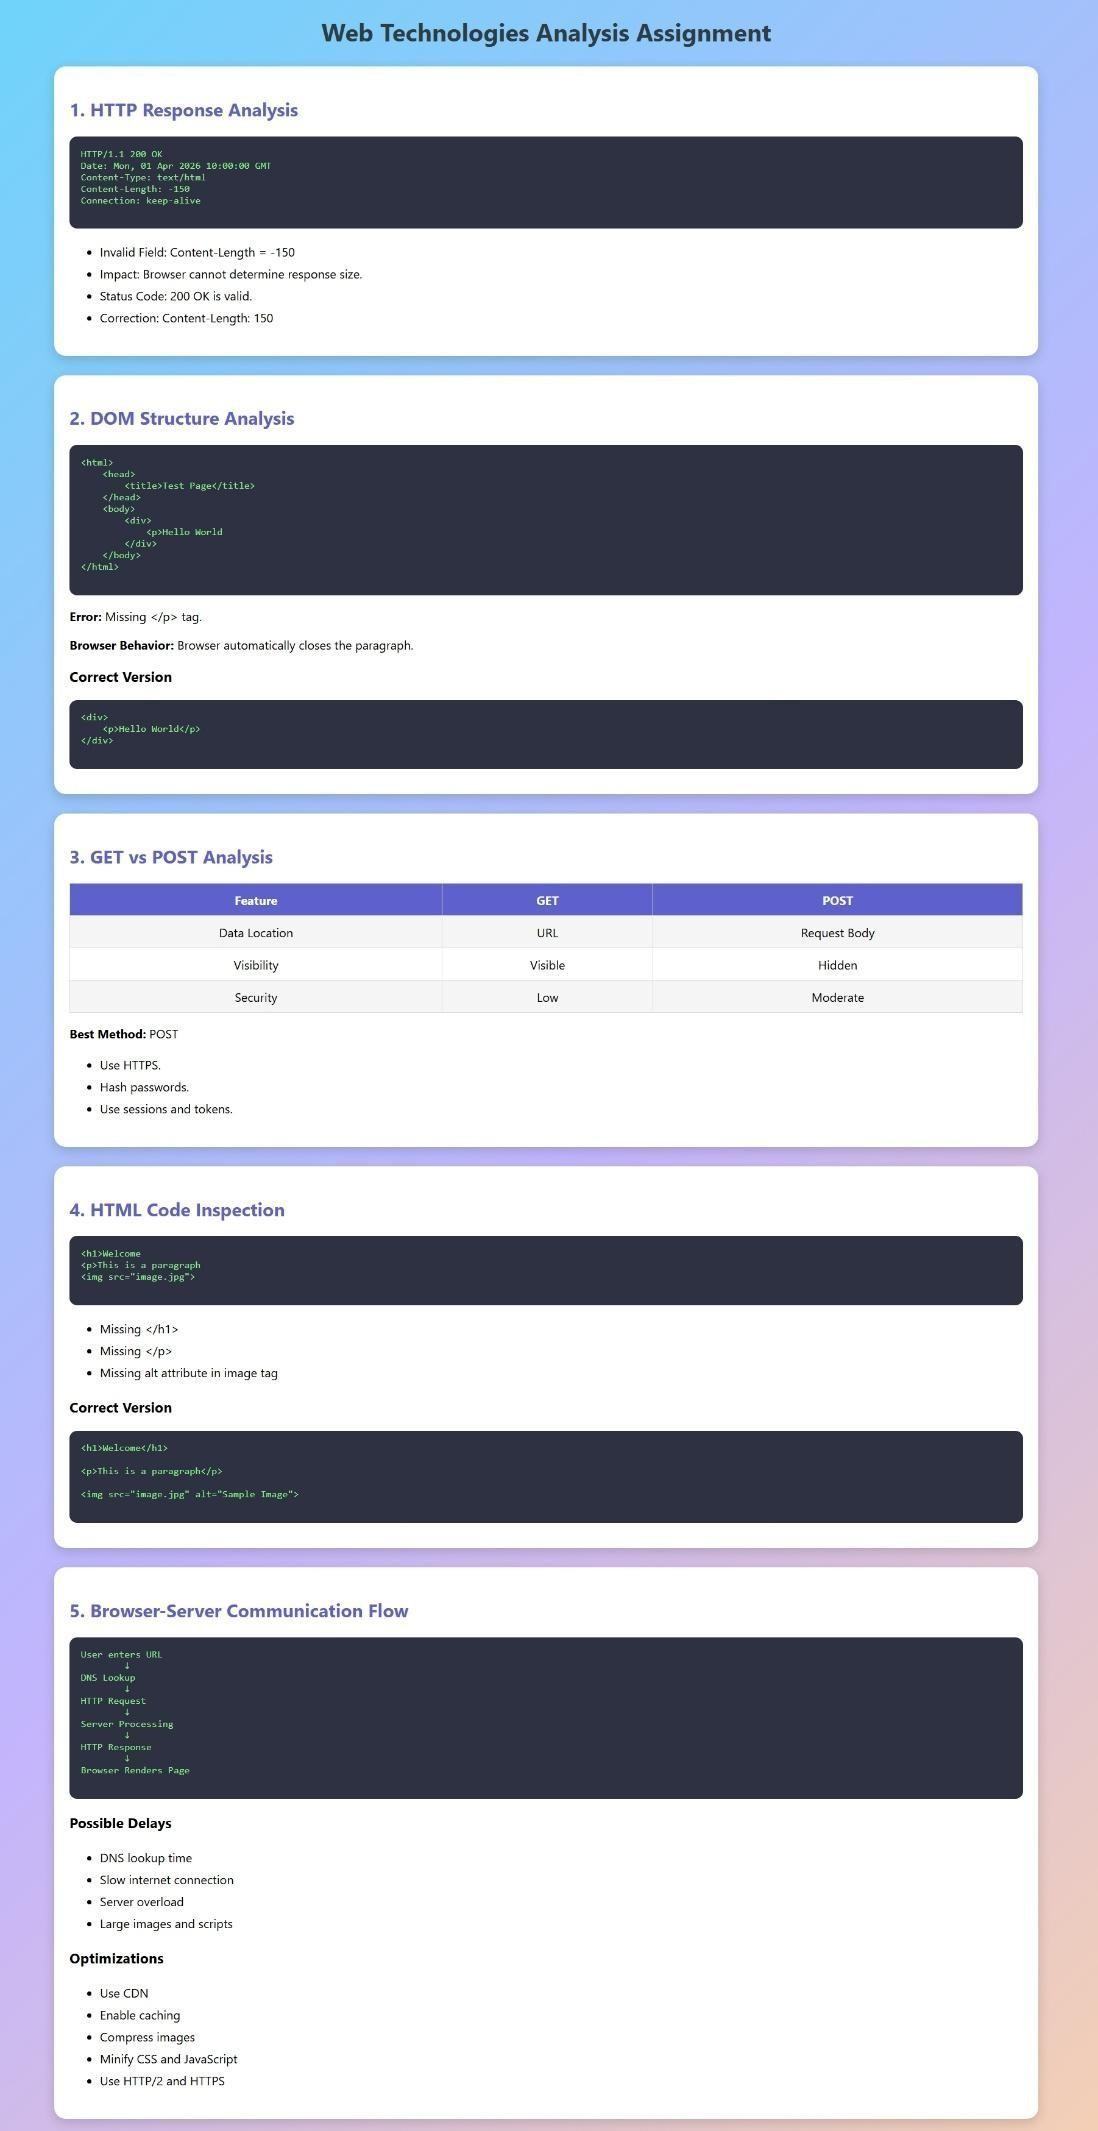 Web Technologies Analysis Assignment
1. HTTP Response Analysis
HTTP/1.1 200 OK
Date: Mon, 01 Apr 2026 10:00:00 GMT
Content-Type: text/html
Content-Length: -150
Connection: keep-alive
• Invalid Field: Content-Length = -150
• Impact: Browser cannot determine response size.
• Status Code: 200 OK is valid.
• Correction: Content-Length: 150
2. DOM Structure Analysis
<html>
    <head>
        <title>Test Page</title>
    </head>
    <body>
        <div>
            <p>Hello World
        </div>
    </body>
</html>
Error: Missing </p> tag.
Browser Behavior: Browser automatically closes the paragraph.
Correct Version
<div>
    <p>Hello World</p>
</div>
3. GET vs POST Analysis
Feature GET POST
Data Location URL Request Body
Visibility Visible Hidden
Security Low Moderate
Best Method: POST
• Use HTTPS.
• Hash passwords.
• Use sessions and tokens.
4. HTML Code Inspection
<h1>Welcome
<p>This is a paragraph
<img src="image.jpg">
• Missing </h1>
• Missing </p>
• Missing alt attribute in image tag
Correct Version
<h1>Welcome</h1>
<p>This is a paragraph</p>
<img src="image.jpg" alt="Sample Image">
5. Browser-Server Communication Flow
User enters URL
↓
DNS Lookup
↓
HTTP Request
↓
Server Processing
↓
HTTP Response
↓
Browser Renders Page
Possible Delays
• DNS lookup time
• Slow internet connection
• Server overload
• Large images and scripts
Optimizations
• Use CDN
• Enable caching
• Compress images
• Minify CSS and JavaScript
• Use HTTP/2 and HTTPS